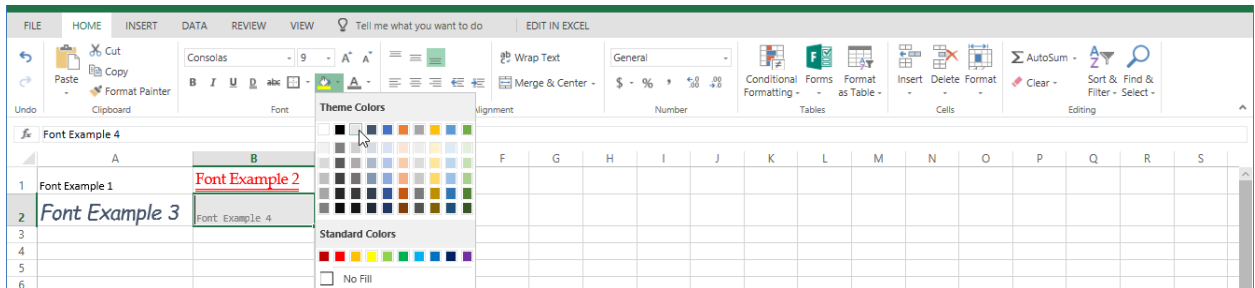 FILE HOME INSERT DATA REVIEW VIEW Tell me what you want to do EDIT IN EXCEL
Cut
Copy
Format Painter
Paste
Consolas 9 A A
B I U D abc A
ab Wrap Text
Merge & Center
General
$ % , .00 .00
Conditional Formatting
Forms
Format as Table
Insert Delete Format
AutoSum
Clear
Sort & Filter
Find & Select
Undo Clipboard Font Alignment Number Tables Cells Editing
fx Font Example 4
Theme Colors
A B F G H I J K L M N O P Q R S
1 Font Example 1 Font Example 2
2 Font Example 3 Font Example 4
3
Standard Colors
4
5
No Fill
6